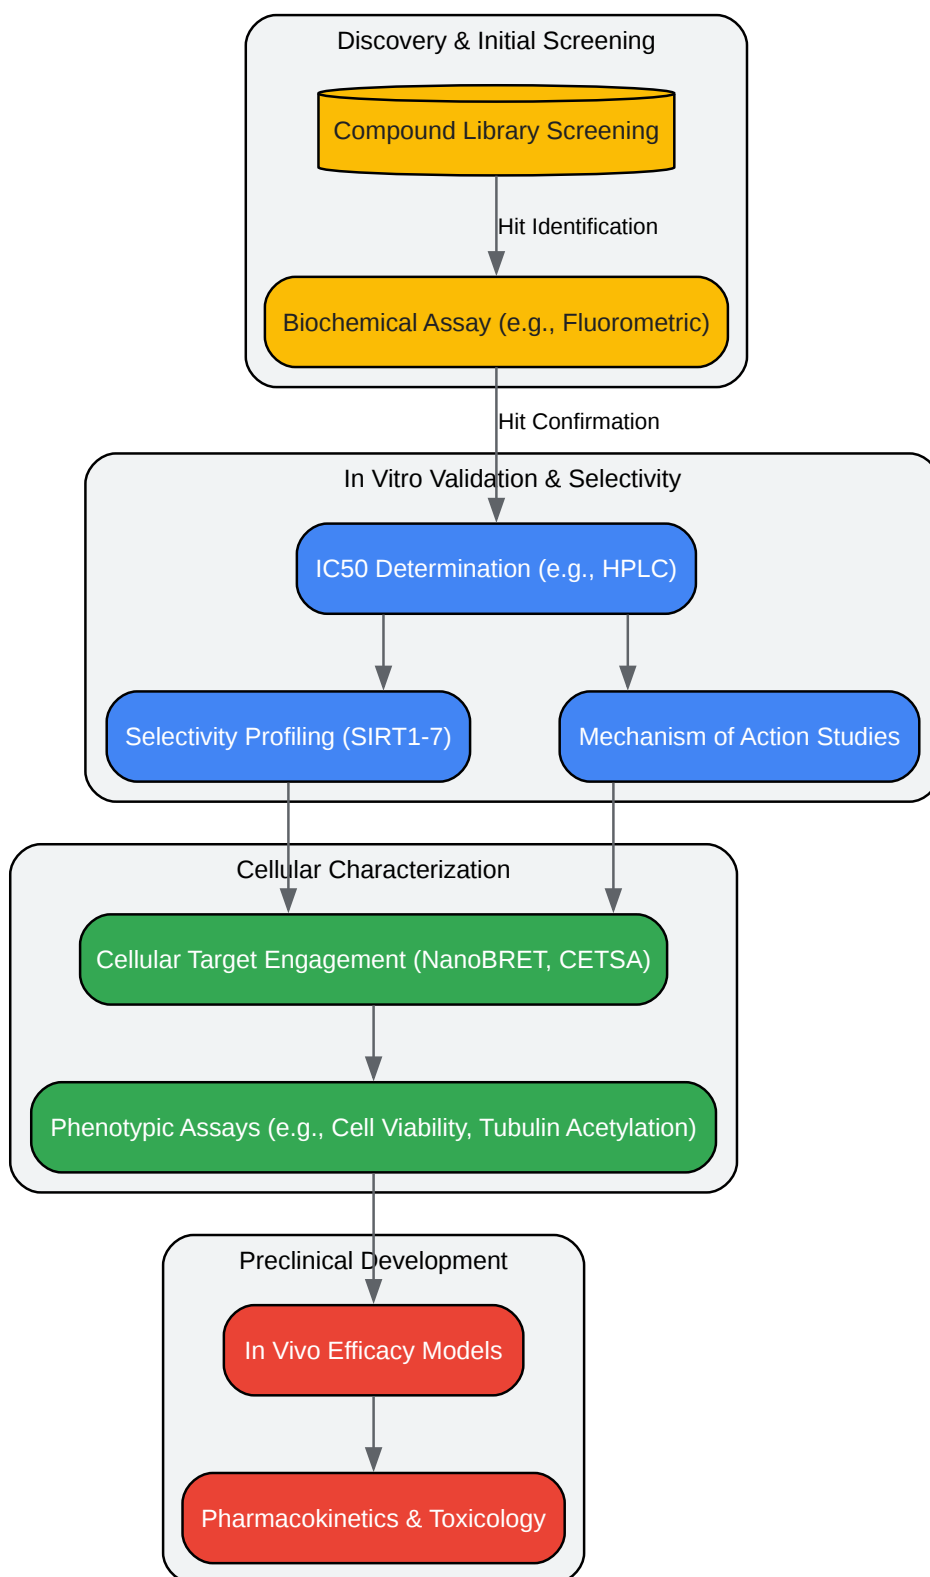 Discovery & Initial Screening
Compound Library Screening
Hit Identification
Biochemical Assay (e.g., Fluorometric)
Hit Confirmation
In Vitro Validation & Selectivity
IC50 Determination (e.g., HPLC)
Selectivity Profiling (SIRT1-7)
Mechanism of Action Studies
Cellular Characterization
Cellular Target Engagement (NanoBRET, CETSA)
Phenotypic Assays (e.g., Cell Viability, Tubulin Acetylation)
Preclinical Development
In Vivo Efficacy Models
Pharmacokinetics & Toxicology